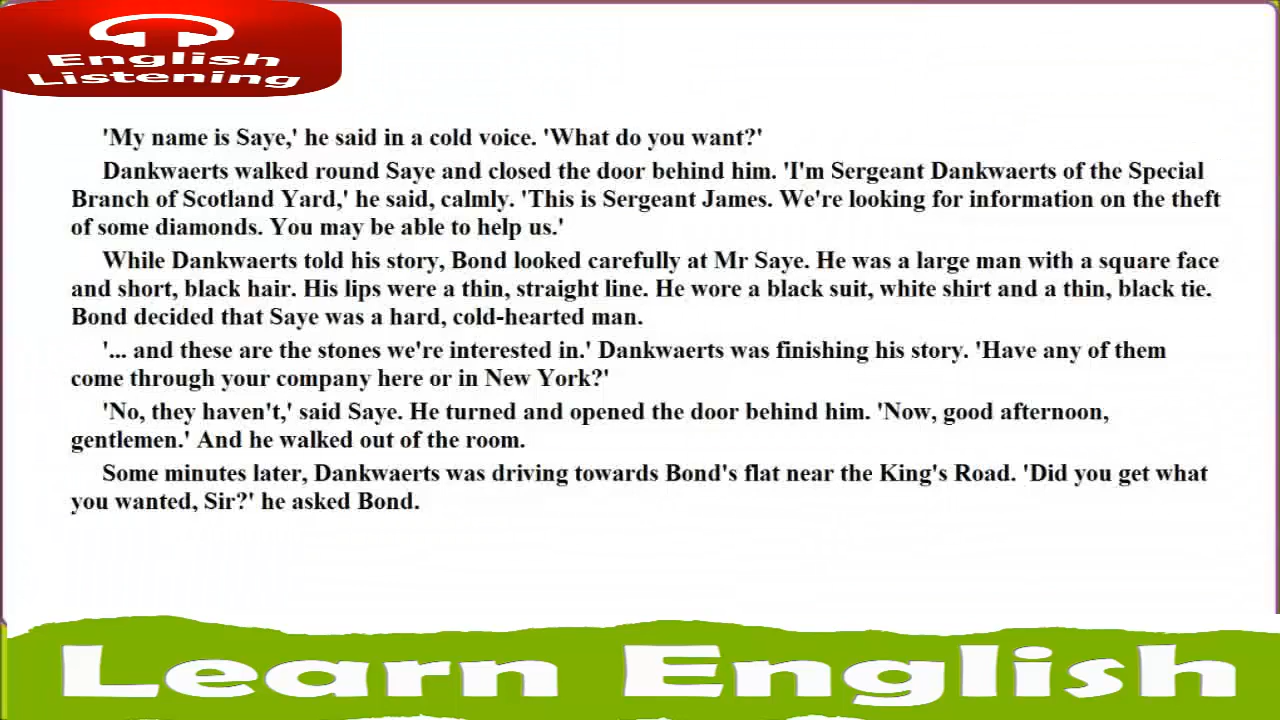 English
Listening
'My name is Saye,' he said in a cold voice. 'What do you want?'
Dankwaerts walked round Saye and closed the door behind him. 'I'm Sergeant Dankwaerts of the Special
Branch of Scotland Yard,' he said, calmly. 'This is Sergeant James. We're looking for information on the theft
of some diamonds. You may be able to help us.'
While Dankwaerts told his story, Bond looked carefully at Mr Saye. He was a large man with a square face
and short, black hair. His lips were a thin, straight line. He wore a black suit, white shirt and a thin, black tie.
Bond decided that Saye was a hard, cold-hearted man.
'... and these are the stones we're interested in.' Dankwaerts was finishing his story. 'Have any of them
come through your company here or in New York?'
'No, they haven't,' said Saye. He turned and opened the door behind him. 'Now, good afternoon,
gentlemen.' And he walked out of the room.
Some minutes later, Dankwaerts was driving towards Bond's flat near the King's Road. 'Did you get what
you wanted, Sir?' he asked Bond.
Learn English